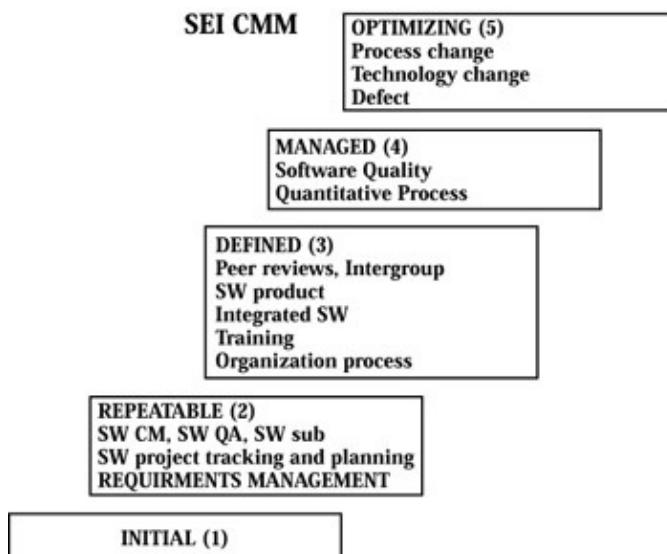 SEI CMM
OPTIMIZING (5)
Process change
Technology change
Defect
MANAGED (4)
Software Quality
Quantitative Process
DEFINED (3)
Peer reviews, Intergroup
SW product
Integrated SW
Training
Organization process
REPEATABLE (2)
SW CM, SW QA, SW sub
SW project tracking and planning
REQUIRMENTS MANAGEMENT
INITIAL (1)